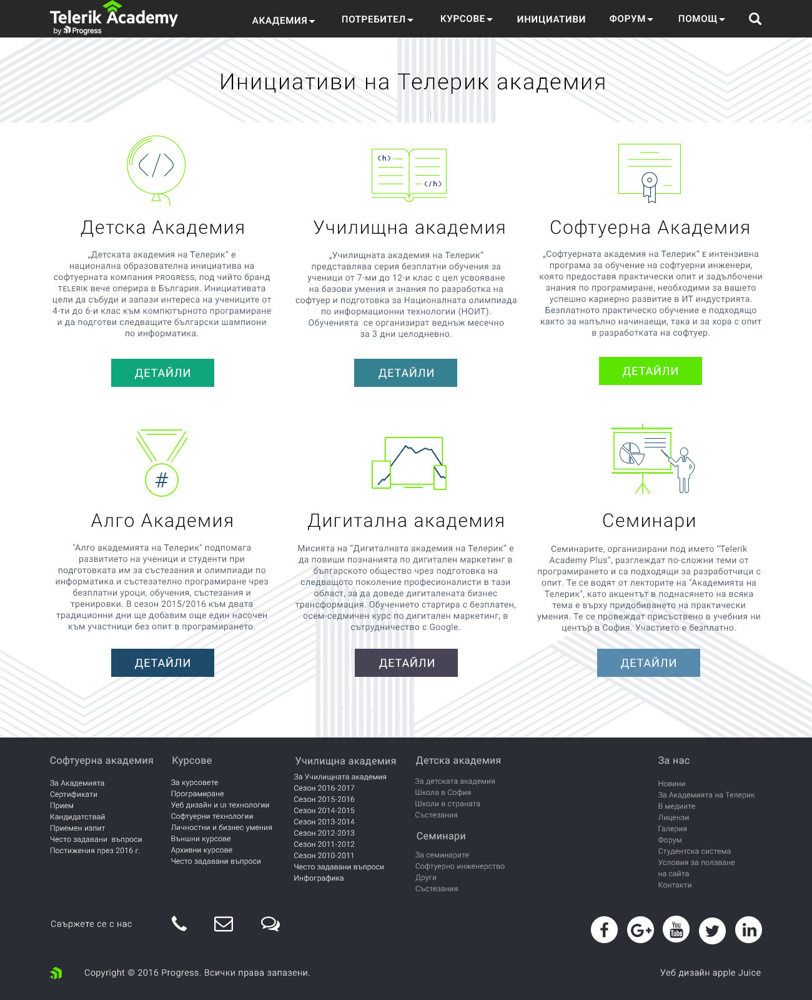 Telerik Academy
by Progress
АКАДЕМИЯ
ПОТРЕБИТЕЛ
КУРСОВЕ
ИНИЦИАТИВИ
ФОРУМ
ПОМОЩ
Инициативи на Телерик академия
</>
<h>
</h>
Детска Академия
„Детската академия на Телерик“ е
национална образователна инициатива на
софтуерната компания PROGRESS, под чийто бранд
TELERIK вече оперира в България. Инициативата
цели да събуди и запази интереса на учениците от
4-ти до 6-и клас към компютърното програмиране
и да подготви следващите български шампиони
по информатика.
ДЕТАЙЛИ
Училищна академия
„Училищната академия на Телерик“
представлява серия безплатни обучения за
ученици от 7-ми до 12-и клас с цел усвояване
на базови умения и знания по разработка на
софтуер и подготовка за Националната олимпиада
по информационни технологии (НОИТ).
Обученията  се организират веднъж месечно
за 3 дни целодневно.
ДЕТАЙЛИ
Софтуерна Академия
„Софтуерната академия на Телерик“ Е интензивна
програма за обучение на софтуерни инженери,
която предоставя практически опит и задълбочени
знания по програмиране, необходими за вашето
успешно кариерно развитие в ИТ индустрията.
Безплатното практическо обучение е подходящо
както за напълно начинаещи, така и за хора с опит
в разработката на софтуер.
ДЕТАЙЛИ
#
Алго Академия
"Алго академията на Телерик" подпомага
развитието на ученици и студенти при
подготовката им за състезания и олимпиади по
информатика и състезателно програмиране чрез
безплатни уроци, обучения, състезания и
тренировки. В сезон 2015/2016 към двата
традиционни дни ще добавим още един насочен
към участници без опит в програмирането.
ДЕТАЙЛИ
Дигитална академия
Мисията на “Дигиталната академия на Телерик” е
да повиши познанията по дигитален маркетинг в
българското общество чрез подготовка на
следващото поколение професионалисти в тази
област, за да доведе дигиталената бизнес
трансформация. Обучението стартира с безплатен,
осем-седмичен курс по дигитален маркетинг, в
сътрудничество с Google.
ДЕТАЙЛИ
Семинари
Семинарите, организирани под името “Telerik
Academy Plus”, разглеждат по-сложни теми от
програмирането и са подходящи за разработчици с
опит. Те се водят от лекторите на "Академията на
Телерик", като акцентът в поднасянето на всяка
тема е върху придобиването на практически
умения. Те се провеждат присъствено в учебния ни
център в София. Участието е безплатно.
ДЕТАЙЛИ
Софтуерна академия
За Академията
Сертификати
Прием
Кандидатствай
Приемен изпит
Често задавани  въпроси
Постижения през 2016 г.
Курсове
За курсовете
Програмиране
Уеб дизайн и UI технологии
Софтуерни технологии
Личностни и бизнес умения
Външни курсове
Архивни курсове
Често задавани въпроси
Училищна академия
За Училищната академия
Сезон 2016-2017
Сезон 2015-2016
Сезон 2014-2015
Сезон 2013-2014
Сезон 2012-2013
Сезон 2011-2012
Сезон 2010-2011
Често задавани въпроси
Инфографика
Детска академия
За детската академия
Школа в София
Школи в страната
Състезания
Семинари
За семинарите
Софтуерно инженерство
Други
Състезания
За нас
Новини
За Академията на Телерик
В медиите
Лицензи
Галерия
Форум
Студентска система
Условия за ползване
на сайта
Контакти
Свържете се с нас
f
G+
You
Tube
in
Copyright © 2016 Progress. Всички права запазени.
Уеб дизайн apple Juice